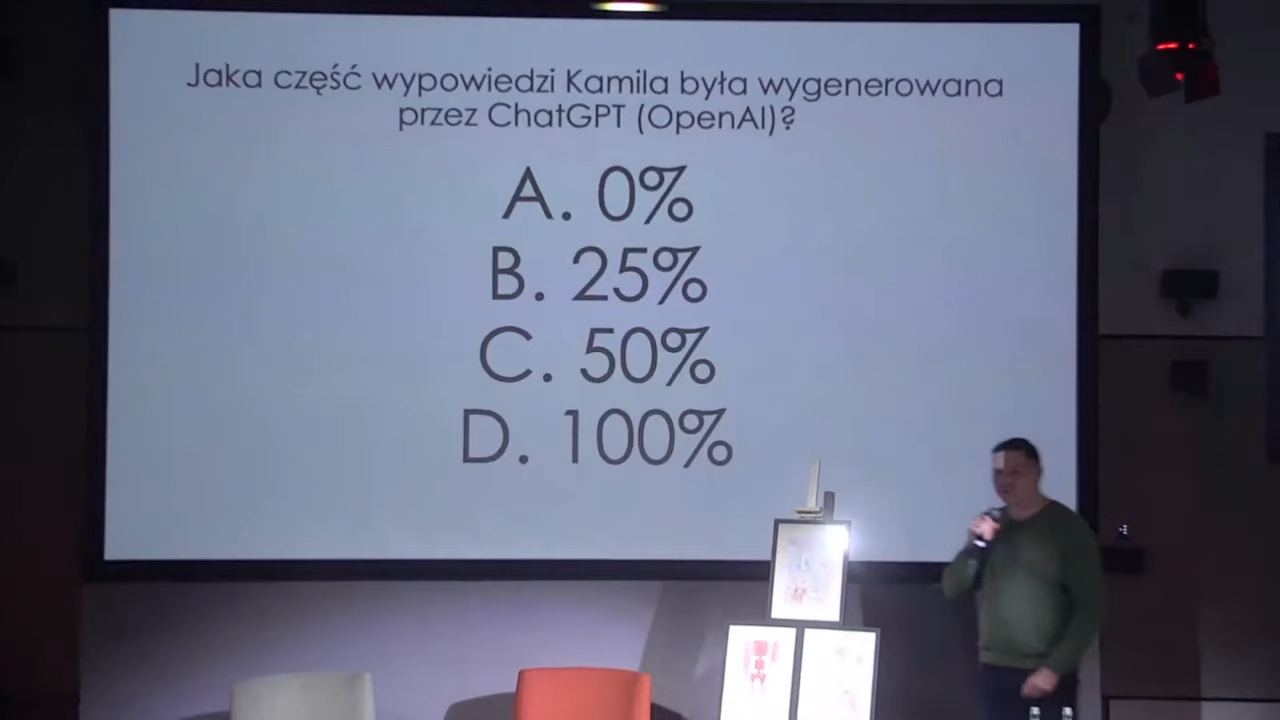 Jaka część wypowiedzi Kamila była wygenerowana
przez ChatGPT (OpenAI)?
A. 0%
B. 25%
C. 50%
D. 100%